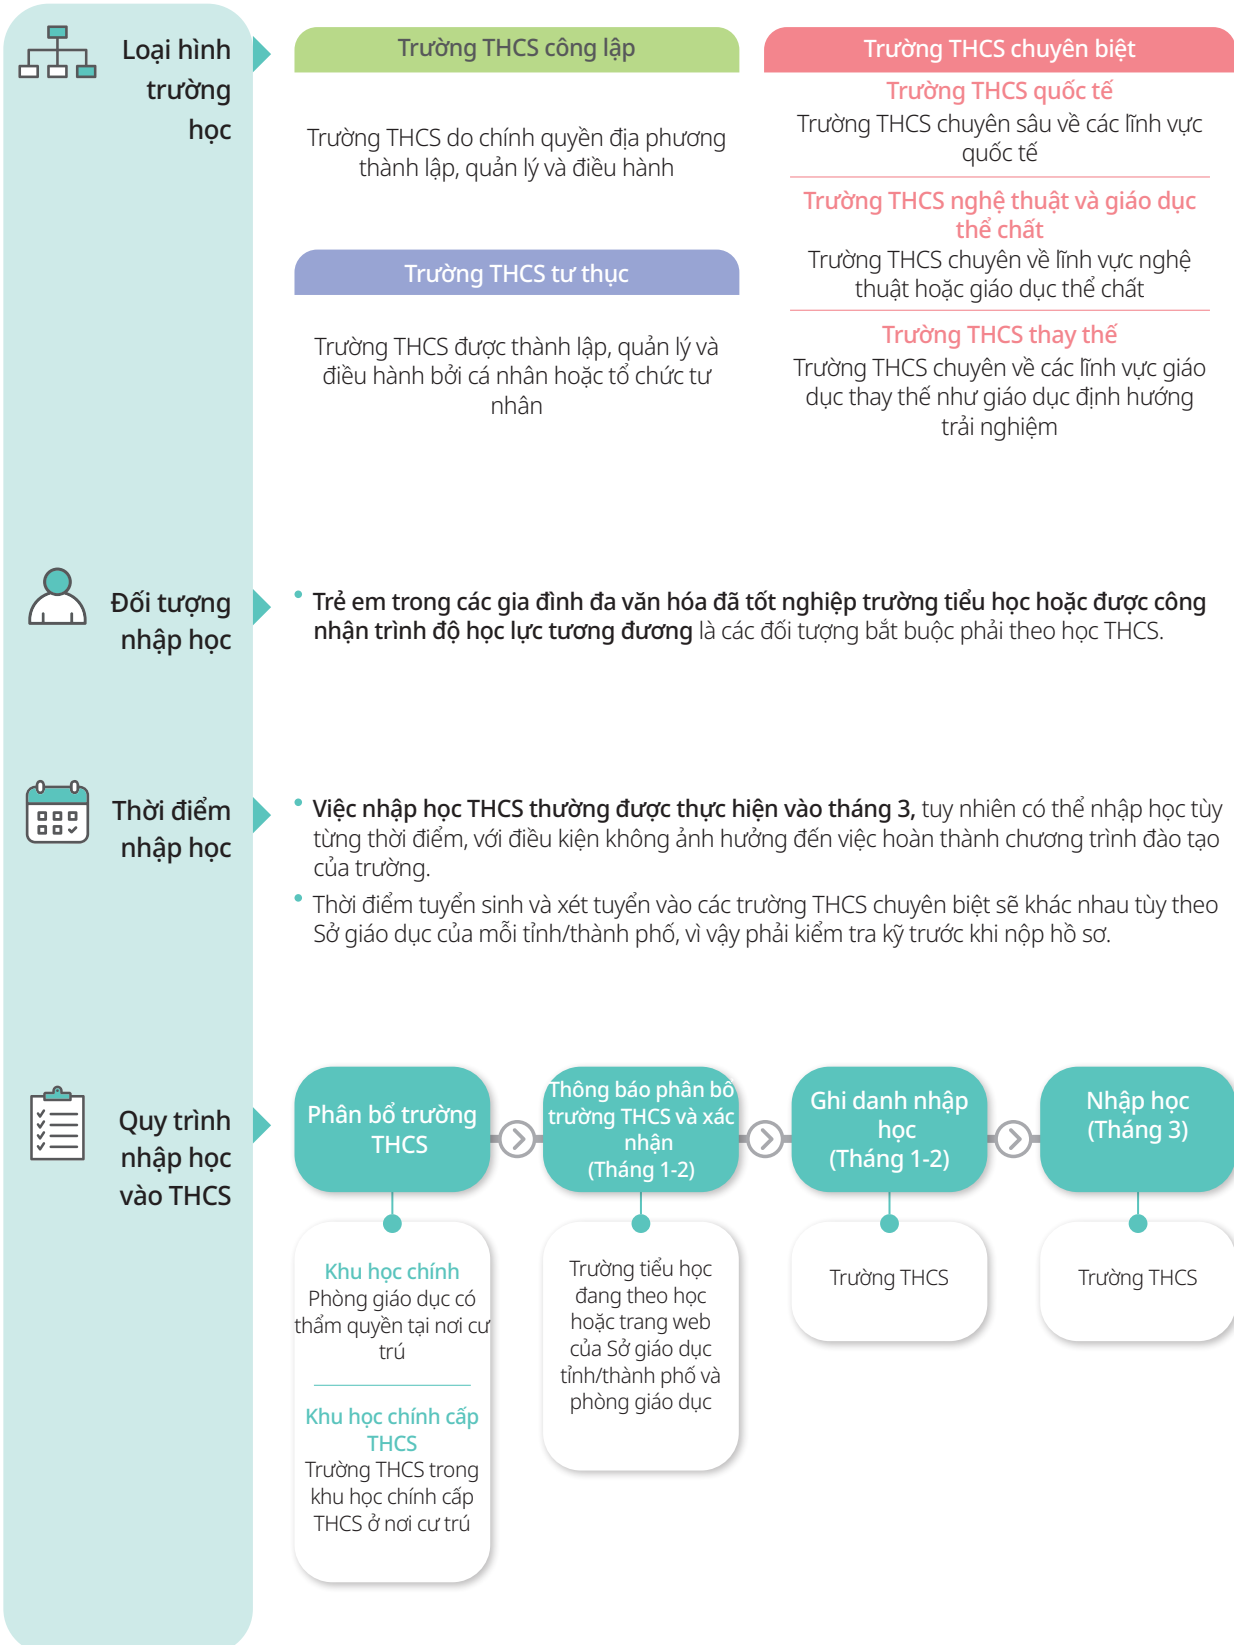 Loại hình
trường
học
Trường THCS công lập
Trường THCS do chính quyền địa phương
thành lập, quản lý và điều hành
Trường THCS tư thục
Trường THCS được thành lập, quản lý và
điều hành bởi cá nhân hoặc tổ chức tư
nhân
Trường THCS chuyên biệt
Trường THCS quốc tế
Trường THCS chuyên sâu về các lĩnh vực
quốc tế
Trường THCS nghệ thuật và giáo dục
thể chất
Trường THCS chuyên về lĩnh vực nghệ
thuật hoặc giáo dục thể chất
Trường THCS thay thế
Trường THCS chuyên về các lĩnh vực giáo
dục thay thế như giáo dục định hướng
trải nghiệm
Đối tượng
nhập học
• Trẻ em trong các gia đình đa văn hóa đã tốt nghiệp trường tiểu học hoặc được công
nhận trình độ học lực tương đương là các đối tượng bắt buộc phải theo học THCS.
Thời điểm
nhập học
• Việc nhập học THCS thường được thực hiện vào tháng 3, tuy nhiên có thể nhập học tùy
từng thời điểm, với điều kiện không ảnh hưởng đến việc hoàn thành chương trình đào tạo
của trường.
• Thời điểm tuyển sinh và xét tuyển vào các trường THCS chuyên biệt sẽ khác nhau tùy theo
Sở giáo dục của mỗi tỉnh/thành phố, vì vậy phải kiểm tra kỹ trước khi nộp hồ sơ.
Quy trình
nhập học
vào THCS
Phân bổ trường
THCS
Khu học chính
Phòng giáo dục có
thẩm quyền tại nơi cư
trú
Khu học chính cấp
THCS
Trường THCS trong
khu học chính cấp
THCS ở nơi cư trú
Thông báo phân bổ
trường THCS và xác
nhận
(Tháng 1-2)
Trường tiểu học
đang theo học
hoặc trang web
của Sở giáo dục
tỉnh/thành phố và
phòng giáo dục
Ghi danh nhập
học
(Tháng 1-2)
Trường THCS
Nhập học
(Tháng 3)
Trường THCS